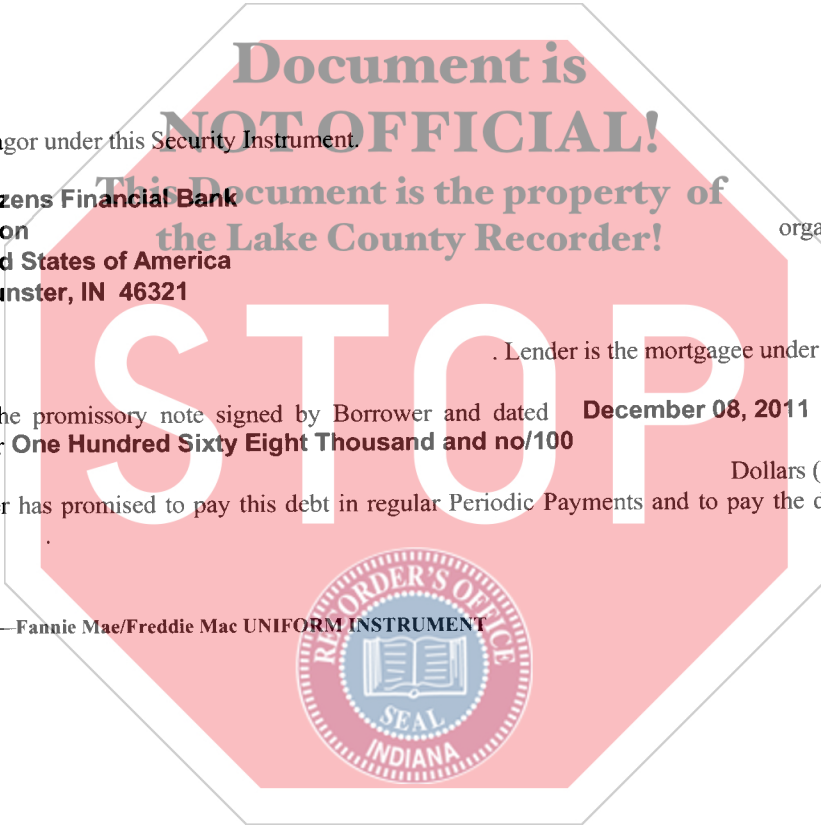 Document is
NOT OFFICIAL!
agor under this Security Instrument.
This Document is the property of
zens Financial Bank
on
the Lake County Recorder!
orga
d States of America
unster, IN 46321
STOP
. Lender is the mortgagee under
he promissory note signed by Borrower and dated December 08, 2011
r One Hundred Sixty Eight Thousand and no/100
Dollars (
r has promised to pay this debt in regular Periodic Payments and to pay the d
.
—Fannie Mae/Freddie Mac UNIFORM INSTRUMENT
RECORDER'S OFFICE
SEAL
INDIANA